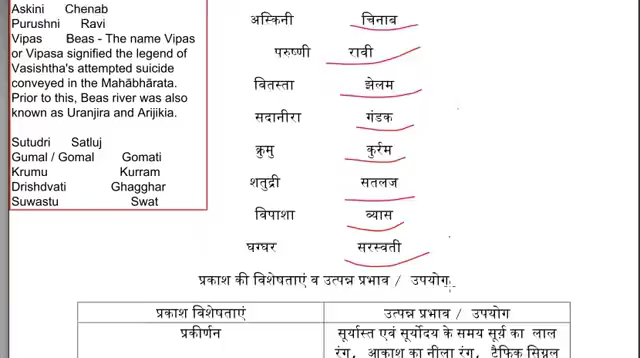 Askini Chenab
Purushni Ravi
Vipas Beas - The name Vipas
or Vipasa signified the legend of
Vasishtha's attempted suicide
conveyed in the Mahābhārata.
Prior to this, Beas river was also
known as Uranjira and Arijikia.
Sutudri Satluj
Gumal / Gomal Gomati
Krumu Kurram
Drishdvati Ghagghar
Suwastu Swat
अस्किनी चिनाब
परुष्णी रावी
वितस्ता झेलम
सदानीरा गंडक
क्रुमु कुर्रम
शतुद्री सतलज
विपाशा व्यास
घग्घर सरस्वती
प्रकाश की विशेषताएं व उत्पन्न प्रभाव / उपयोग
प्रकाश विशेषताएं उत्पन्न प्रभाव / उपयोग
प्रकीर्णन सूर्यास्त एवं सूर्योदय के समय सूर्य का लाल
रंग, आकाश का नीला रंग, ट्रैफिक सिग्नल